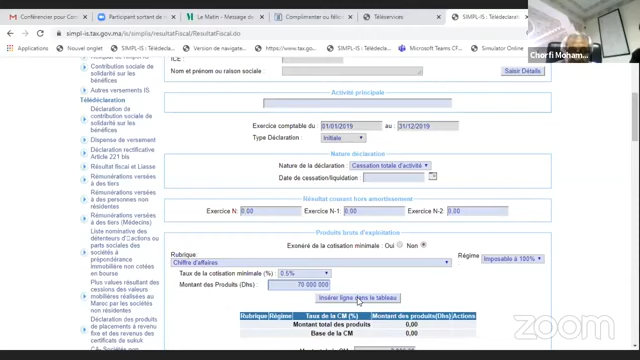 Conférencier pour Com
Participant sortant de r
Le Matin - Message do
Complimenter ou félici
Téléservices
SIMPL-IS : Télédéclarat
simpl-is.tax.gov.ma/simplis/resultatFiscal/ResultatFiscal.do
Applications
Nouvel onglet
SIMPL-IS : Télédécla...
Version de navigate...
https://www.tax.go...
SIMPL-IS : Télédécla...
Microsoft Teams CF...
Simulator Online
Chorfi Moham...
Contribution sociale de
solidarité sur les
bénéfices
Autres versements IS
Télédéclaration
Déclaration de
contribution sociale de
solidarité sur les
bénéfices
Dispense de versement
Déclaration rectificative
Article 221 bis
Résultat fiscal et Liasse
Rémunérations versées
à des tiers
Rémunérations versées
à des personnes non
résidentes
Rémunérations versées
à des tiers (Médecins)
Liste nominative des
détenteurs d'actions ou
parts sociales des
sociétés à
prépondérance
immobilière non cotées
en bourse
Plus values résultant des
cessions des valeurs
mobilières réalisées au
Maroc par les sociétés
non résidentes
Déclaration des produits
de placements à revenu
fixe et des revenus des
certificats de sukuk
ICE :
Nom et prénom ou raison sociale :
Saisir Détails
Activité principale
Exercice comptable du : 01/01/2019 au : 31/12/2019
Type Déclaration : Initiale
Nature déclaration
Nature de la déclaration : Cessation totale d'activité
Date de cessation/liquidation :
Résultat courant hors amortissement
Exercice N: 0,00 Exercice N-1: 0,00 Exercice N-2: 0,00
Produits bruts d'exploitation
Exonéré de la cotisation minimale : Oui Non
Rubrique:
Chiffre d'affaires
Régime : Imposable à 100%
Taux de la cotisation minimale (%) : 0.5%
Montant des Produits (Dhs) : 70 000 000
Insérer ligne dans le tableau
Rubrique Régime Taux de la CM (%) Montant des produits(Dhs) Actions
Montant total des produits 0,00
Base de la CM 0,00
zoom